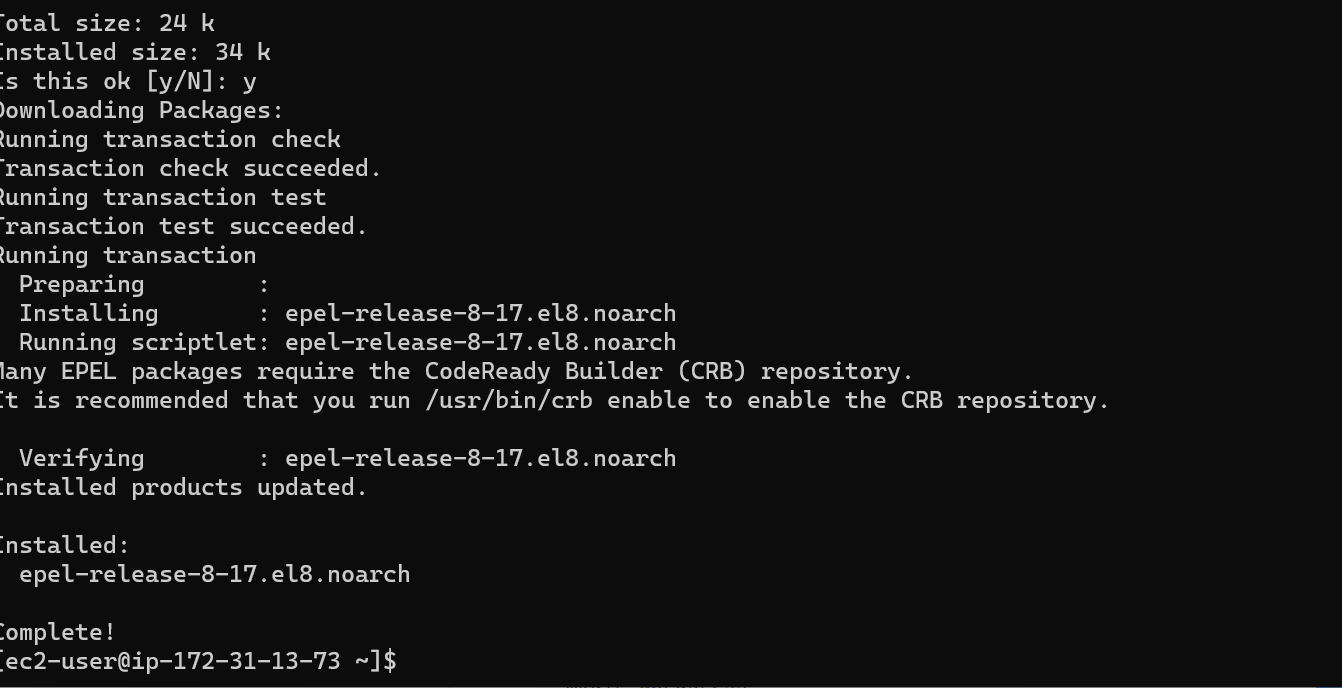 Total size: 24 k
Installed size: 34 k
Is this ok [y/N]: y
Downloading Packages:
Running transaction check
Transaction check succeeded.
Running transaction test
Transaction test succeeded.
Running transaction
  Preparing        :
  Installing       : epel-release-8-17.el8.noarch
  Running scriptlet: epel-release-8-17.el8.noarch
Many EPEL packages require the CodeReady Builder (CRB) repository.
It is recommended that you run /usr/bin/crb enable to enable the CRB repository.

  Verifying        : epel-release-8-17.el8.noarch
Installed products updated.

Installed:
  epel-release-8-17.el8.noarch

Complete!
[ec2-user@ip-172-31-13-73 ~]$